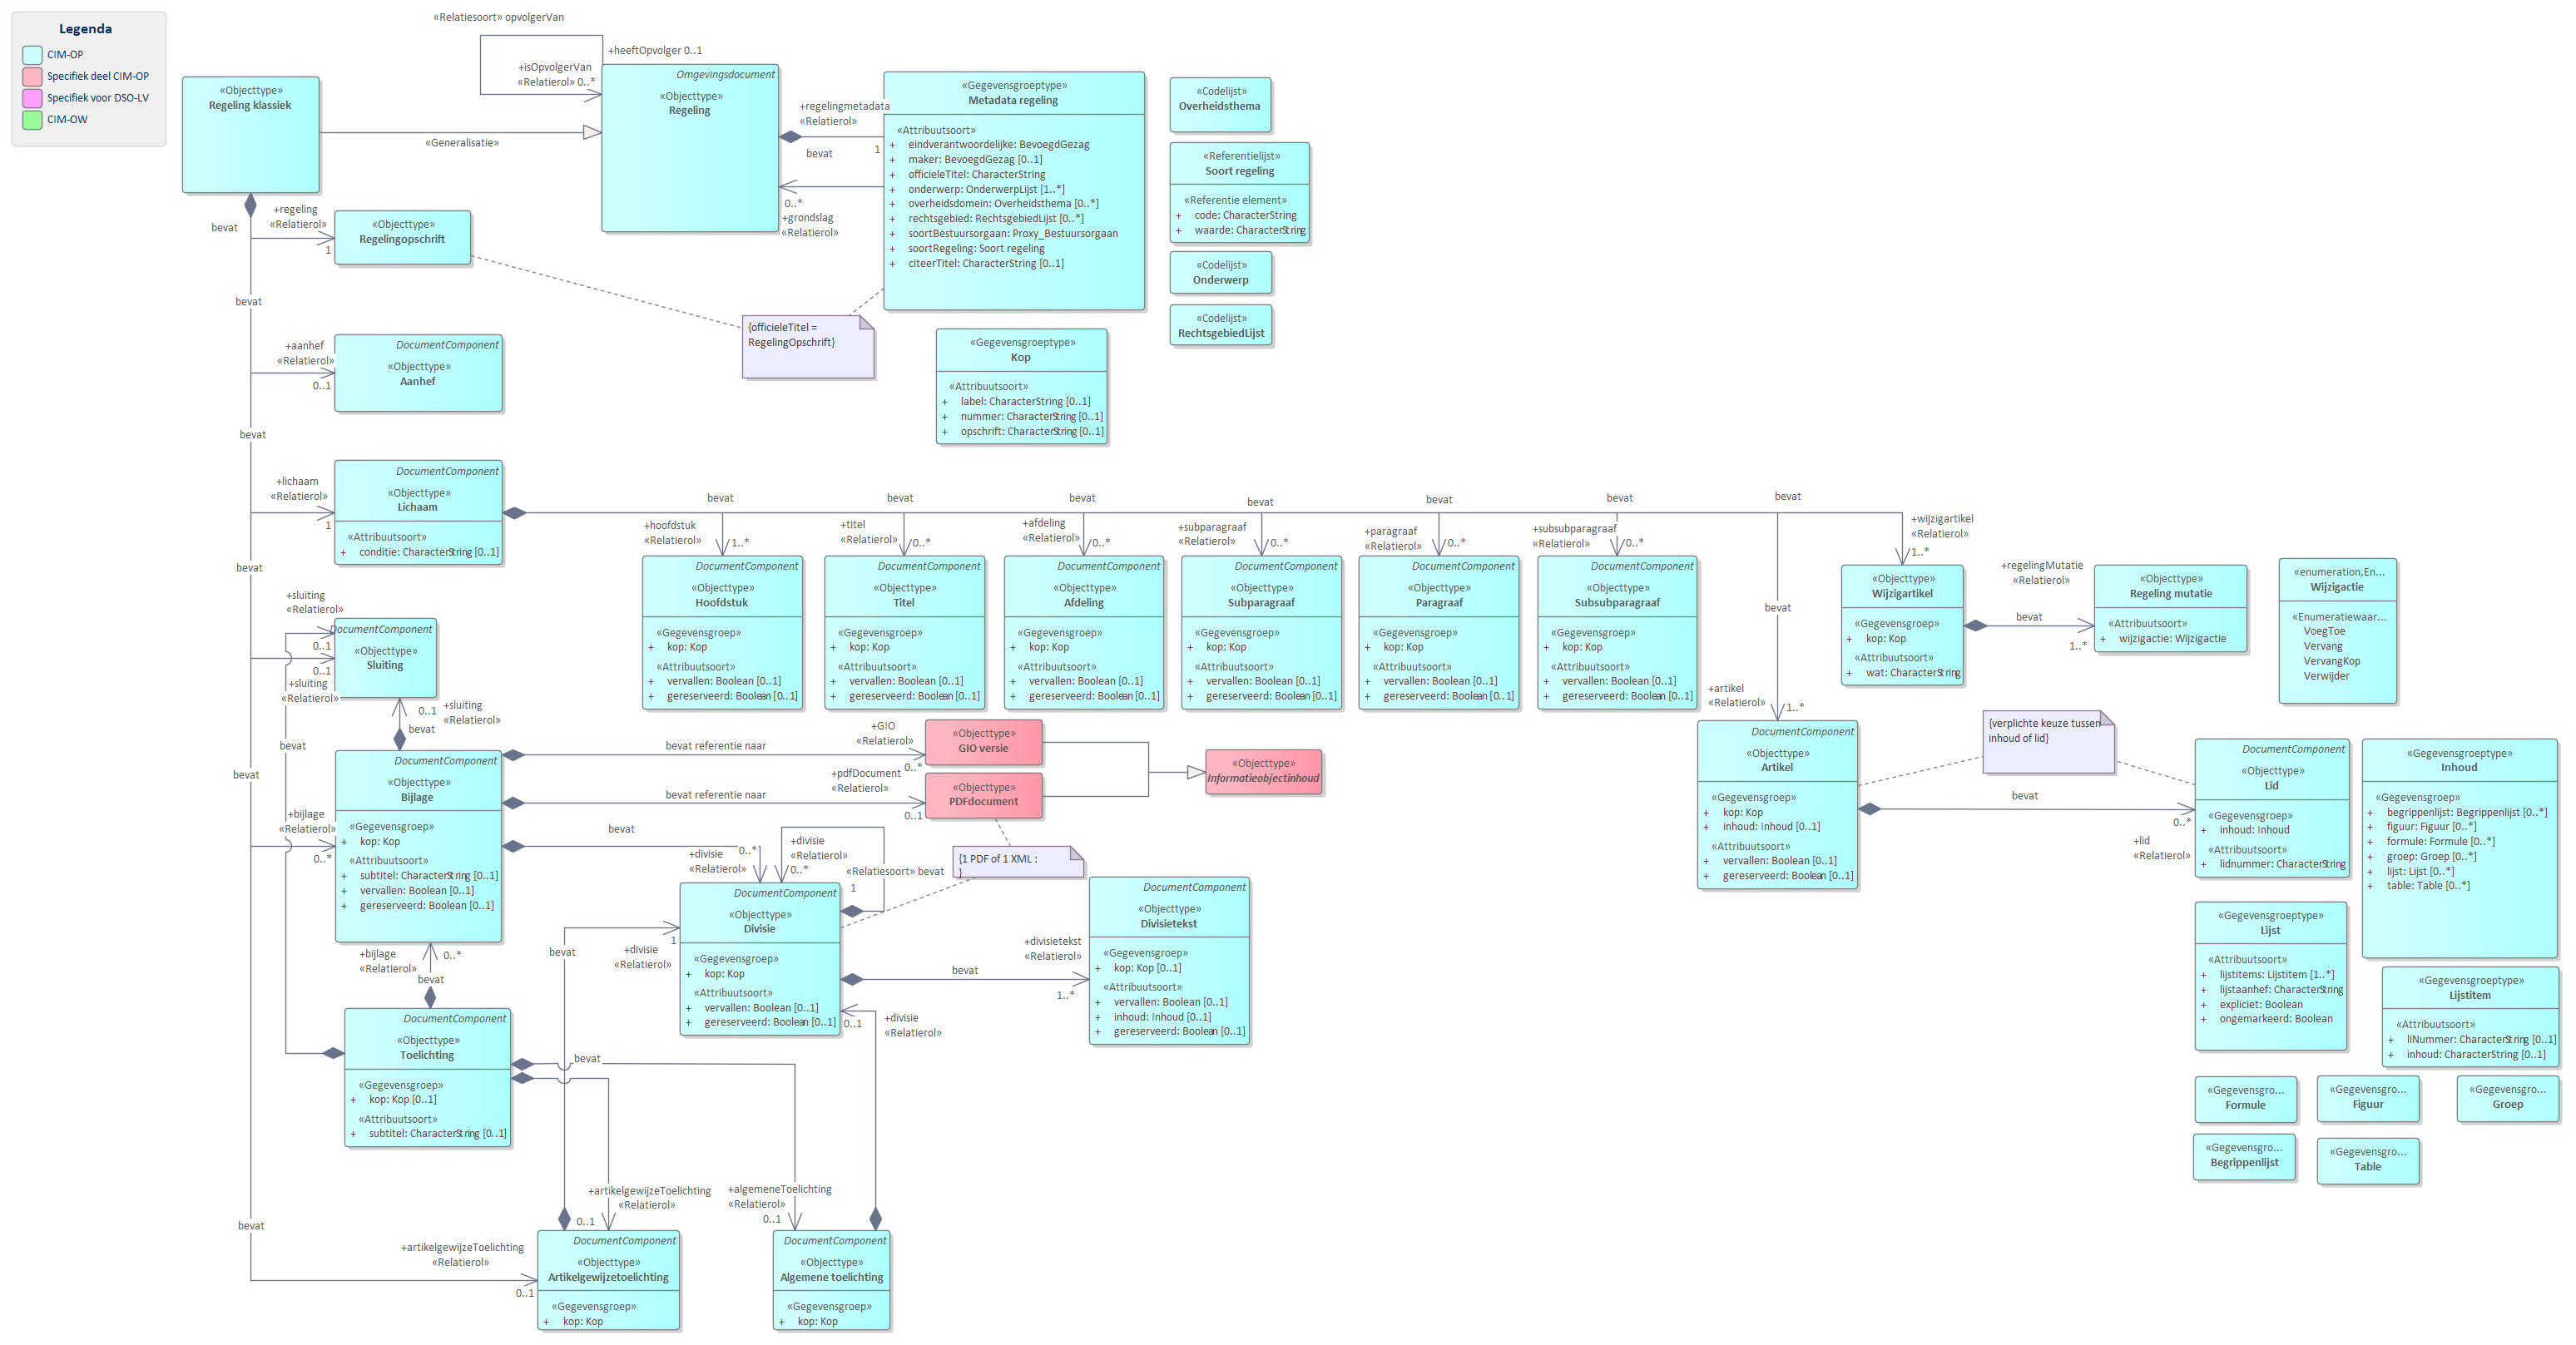 Legenda
CIM-OP
Specifiek deel CIM-OP
Specifiek voor DSO-LV
CIM-OW
«Relatiesoort» opvolgerVan
+heeftOpvolger 0..1
+isOpvolgerVan
«Relatierol» 0..*
«Objecttype»
Regeling klassiek
«Generalisatie»
Omgevingsdocument
«Objecttype»
Regeling
+regelingmetadata
«Relatierol»
bevat
1
0..*
+grondslag
«Relatierol»
«Gegevensgroeptype»
Metadata regeling
«Attribuutsoort»
+ eindverantwoordelijke: BevoegdGezag
+ maker: BevoegdGezag [0..1]
+ officieleTitel: CharacterString
+ onderwerp: OnderwerpLijst [1..*]
+ overheidsdomein: Overheidsthema [0..*]
+ rechtsgebied: RechtsgebiedLijst [0..*]
+ soortBestuursorgaan: Proxy_Bestuursorgaan
+ soortRegeling: Soort regeling
+ citeerTitel: CharacterString [0..1]
«Codelijst»
Overheidsthema
«Referentielijst»
Soort regeling
«Referentie element»
+ code: CharacterString
+ waarde: CharacterString
«Codelijst»
Onderwerp
«Codelijst»
RechtsgebiedLijst
bevat
+regeling
«Relatierol»
1
«Objecttype»
Regelingopschrift
{officieleTitel =
RegelingOpschrift}
«Gegevensgroeptype»
Kop
«Attribuutsoort»
+ label: CharacterString [0..1]
+ nummer: CharacterString [0..1]
+ opschrift: CharacterString [0..1]
bevat
+aanhef
«Relatierol»
0..1
DocumentComponent
«Objecttype»
Aanhef
bevat
+lichaam
«Relatierol»
1
DocumentComponent
«Objecttype»
Lichaam
«Attribuutsoort»
+ conditie: CharacterString [0..1]
bevat
+hoofdstuk
«Relatierol»
1..*
DocumentComponent
«Objecttype»
Hoofdstuk
«Gegevensgroep»
+ kop: Kop
«Attribuutsoort»
+ vervallen: Boolean [0..1]
+ gereserveerd: Boolean [0..1]
bevat
+titel
«Relatierol»
0..*
DocumentComponent
«Objecttype»
Titel
«Gegevensgroep»
+ kop: Kop
«Attribuutsoort»
+ vervallen: Boolean [0..1]
+ gereserveerd: Boolean [0..1]
bevat
+afdeling
«Relatierol»
0..*
DocumentComponent
«Objecttype»
Afdeling
«Gegevensgroep»
+ kop: Kop
«Attribuutsoort»
+ vervallen: Boolean [0..1]
+ gereserveerd: Boolean [0..1]
bevat
+subparagraaf
«Relatierol»
0..*
DocumentComponent
«Objecttype»
Subparagraaf
«Gegevensgroep»
+ kop: Kop
«Attribuutsoort»
+ vervallen: Boolean [0..1]
+ gereserveerd: Boolean [0..1]
bevat
+paragraaf
«Relatierol»
0..*
DocumentComponent
«Objecttype»
Paragraaf
«Gegevensgroep»
+ kop: Kop
«Attribuutsoort»
+ vervallen: Boolean [0..1]
+ gereserveerd: Boolean [0..1]
bevat
+subsubparagraaf
«Relatierol»
0..*
DocumentComponent
«Objecttype»
Subsubparagraaf
«Gegevensgroep»
+ kop: Kop
«Attribuutsoort»
+ vervallen: Boolean [0..1]
+ gereserveerd: Boolean [0..1]
bevat
+wijzigartikel
«Relatierol»
1..*
«Objecttype»
Wijzigartikel
«Gegevensgroep»
+ kop: Kop
«Attribuutsoort»
+ wat: CharacterString
+regelingMutatie
«Relatierol»
bevat
1..*
«Objecttype»
Regeling mutatie
«Attribuutsoort»
+ wijzigactie: Wijzigactie
«enumeration,En...
Wijzigactie
«Enumeratiewaar...
VoegToe
Vervang
VervangKop
Verwijder
bevat
+artikel
«Relatierol»
1..*
DocumentComponent
«Objecttype»
Artikel
«Gegevensgroep»
+ kop: Kop
+ inhoud: Inhoud [0..1]
«Attribuutsoort»
+ vervallen: Boolean [0..1]
+ gereserveerd: Boolean [0..1]
{verplichte keuze tussen
inhoud of lid}
bevat
0..*
+lid
«Relatierol»
DocumentComponent
«Objecttype»
Lid
«Gegevensgroep»
+ inhoud: Inhoud
«Attribuutsoort»
+ lidnummer: CharacterString
«Gegevensgroeptype»
Inhoud
«Gegevensgroep»
+ begrippenlijst: Begrippenlijst [0..*]
+ figuur: Figuur [0..*]
+ formule: Formule [0..*]
+ groep: Groep [0..*]
+ lijst: Lijst [0..*]
+ table: Table [0..*]
«Gegevensgroeptype»
Lijst
«Attribuutsoort»
+ lijstitems: Lijstitem [1..*]
+ lijstaanhef: CharacterString
+ expliciet: Boolean
+ ongemarkeerd: Boolean
«Gegevensgroeptype»
Lijstitem
«Attribuutsoort»
+ liNummer: CharacterString [0..1]
+ inhoud: CharacterString [0..1]
«Gegevensgro...
Formule
«Gegevensgro...
Figuur
«Gegevensgro...
Groep
«Gegevensgro...
Begrippenlijst
«Gegevensgro...
Table
bevat
+sluiting
«Relatierol»
0..1
0..1
+sluiting
«Relatierol»
DocumentComponent
«Objecttype»
Sluiting
0..1
+sluiting
«Relatierol»
bevat
bevat
bevat
+bijlage
«Relatierol»
0..*
DocumentComponent
«Objecttype»
Bijlage
«Gegevensgroep»
+ kop: Kop
«Attribuutsoort»
+ subtitel: CharacterString [0..1]
+ vervallen: Boolean [0..1]
+ gereserveerd: Boolean [0..1]
bevat referentie naar
+GIO
«Relatierol»
0..*
«Objecttype»
GIO versie
bevat referentie naar
+pdfDocument
«Relatierol»
0..1
«Objecttype»
PDFdocument
«Objecttype»
Informatieobjectinhoud
bevat
+divisie
«Relatierol»
0..*
+divisie
«Relatierol»
0..*
«Relatiesoort» bevat
1
{1 PDF of 1 XML :
}
DocumentComponent
«Objecttype»
Divisie
«Gegevensgroep»
+ kop: Kop
«Attribuutsoort»
+ vervallen: Boolean [0..1]
+ gereserveerd: Boolean [0..1]
bevat
+divisietekst
«Relatierol»
1..*
DocumentComponent
«Objecttype»
Divisietekst
«Gegevensgroep»
+ kop: Kop [0..1]
«Attribuutsoort»
+ vervallen: Boolean [0..1]
+ inhoud: Inhoud [0..1]
+ gereserveerd: Boolean [0..1]
bevat
+divisie
«Relatierol»
1
0..1
+divisie
«Relatierol»
+bijlage
«Relatierol»
0..*
bevat
DocumentComponent
«Objecttype»
Toelichting
«Gegevensgroep»
+ kop: Kop [0..1]
«Attribuutsoort»
+ subtitel: CharacterString [0..1]
bevat
+artikelgewijzeToelichting
«Relatierol»
0..1
+algemeneToelichting
«Relatierol»
0..1
bevat
+artikelgewijzeToelichting
«Relatierol»
0..1
DocumentComponent
«Objecttype»
Artikelgewijzetoelichting
«Gegevensgroep»
+ kop: Kop
DocumentComponent
«Objecttype»
Algemene toelichting
«Gegevensgroep»
+ kop: Kop